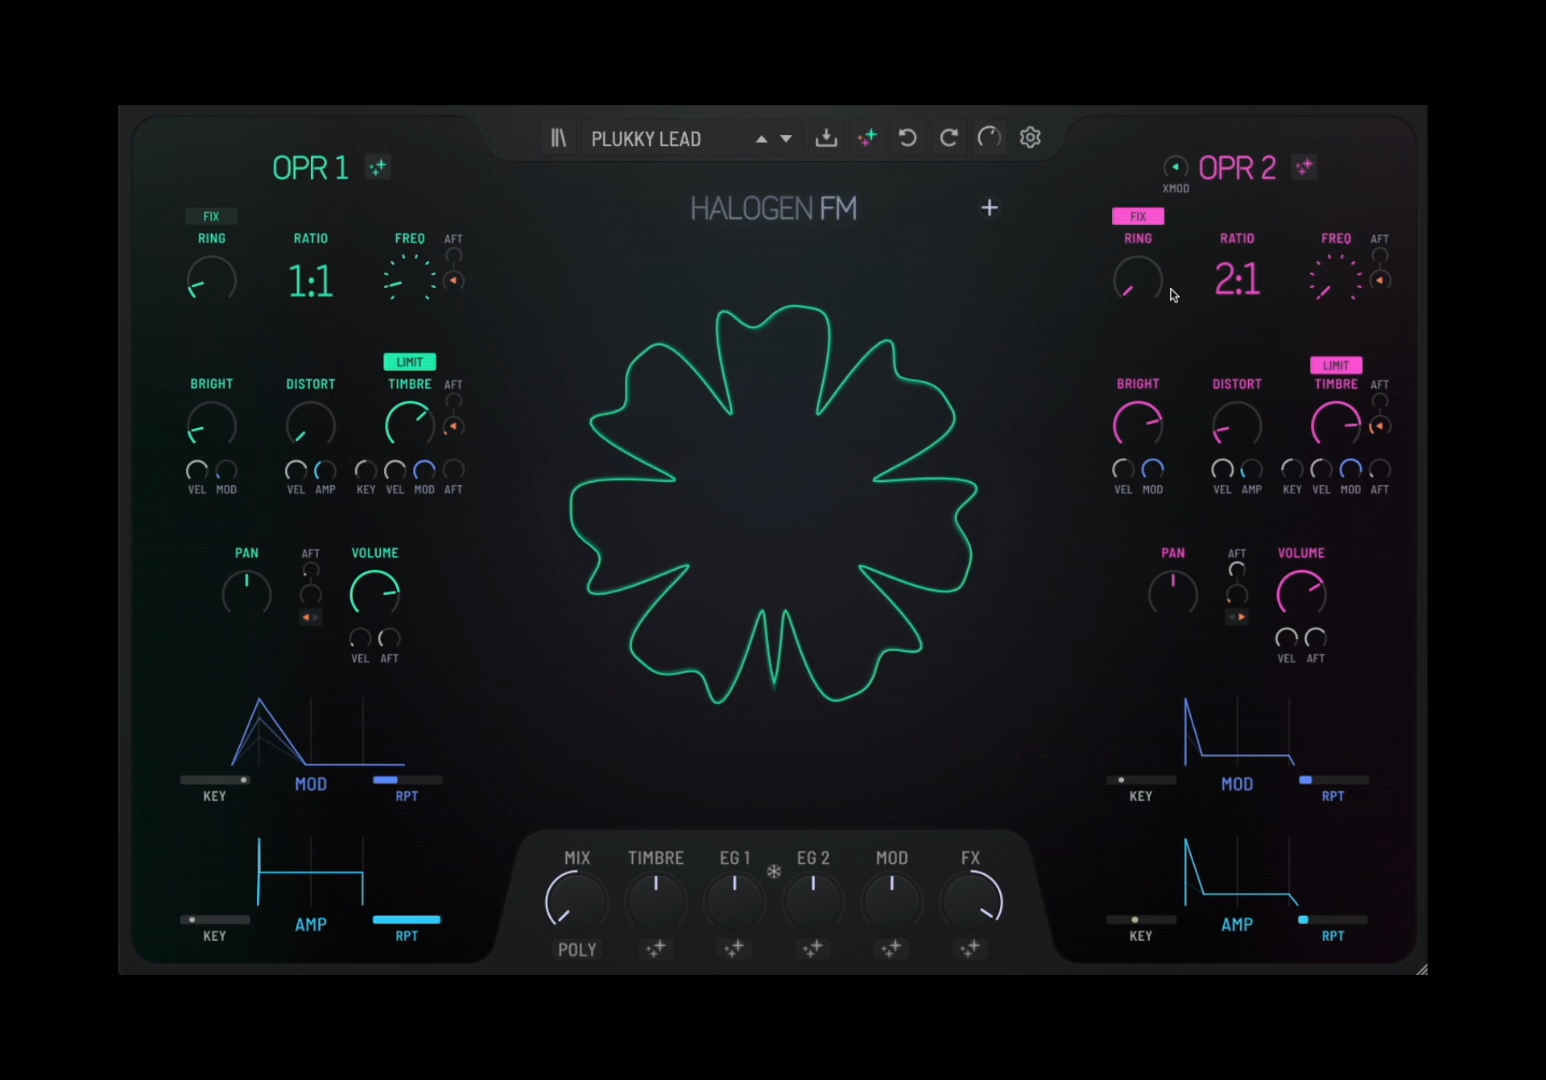 PLUKKY LEAD
HALOGEN FM
OPR 1
FIX
RING RATIO FREQ AFT
1:1
LIMIT
BRIGHT DISTORT TIMBRE AFT
VEL MOD VEL AMP KEY VEL MOD AFT
PAN AFT VOLUME
VEL AFT
KEY MOD RPT
KEY AMP RPT
XMOD
OPR 2
FIX
RING RATIO FREQ AFT
2:1
LIMIT
BRIGHT DISTORT TIMBRE AFT
VEL MOD VEL AMP KEY VEL MOD AFT
PAN AFT VOLUME
VEL AFT
KEY MOD RPT
KEY AMP RPT
MIX TIMBRE EG 1 EG 2 MOD FX
POLY